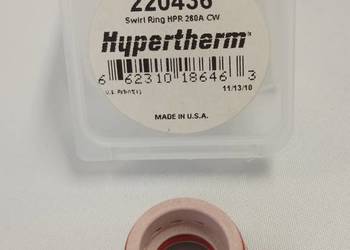 220436
Swirl Ring HPR 260A CW
Hypertherm®
6 62310 18646 3
11/13/10
MADE IN U.S.A.